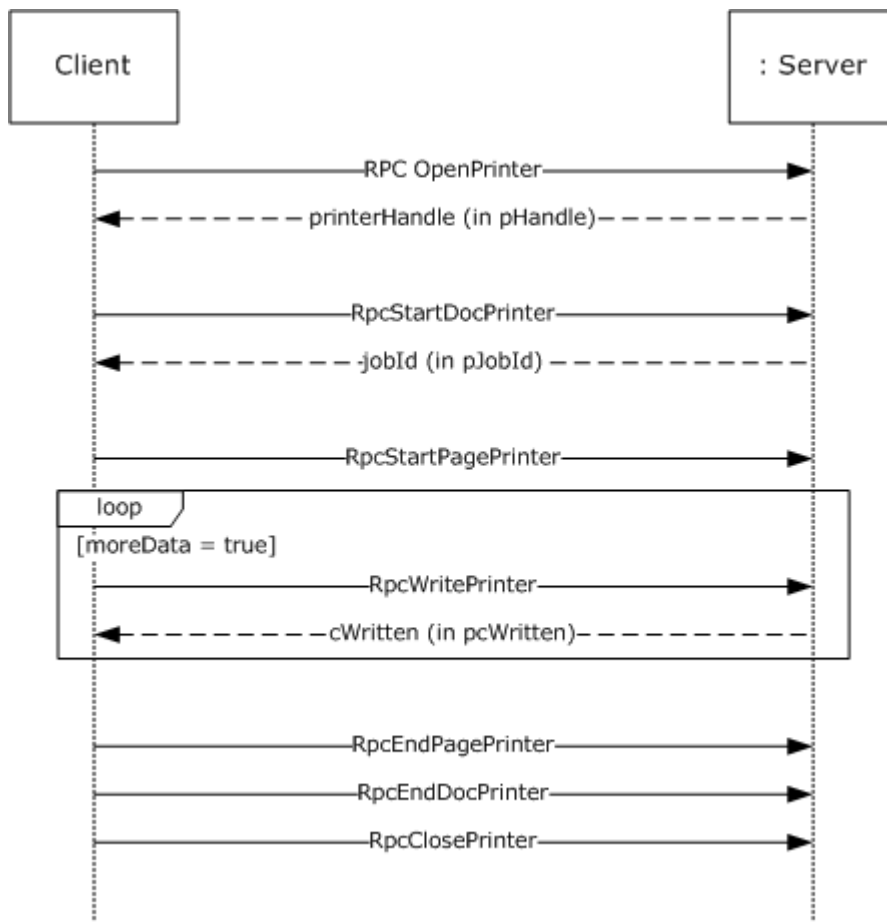 Client
: Server
RPC OpenPrinter
printerHandle (in pHandle)
RpcStartDocPrinter
jobId (in pJobId)
RpcStartPagePrinter
loop
[moreData = true]
RpcWritePrinter
cWritten (in pcWritten)
RpcEndPagePrinter
RpcEndDocPrinter
RpcClosePrinter